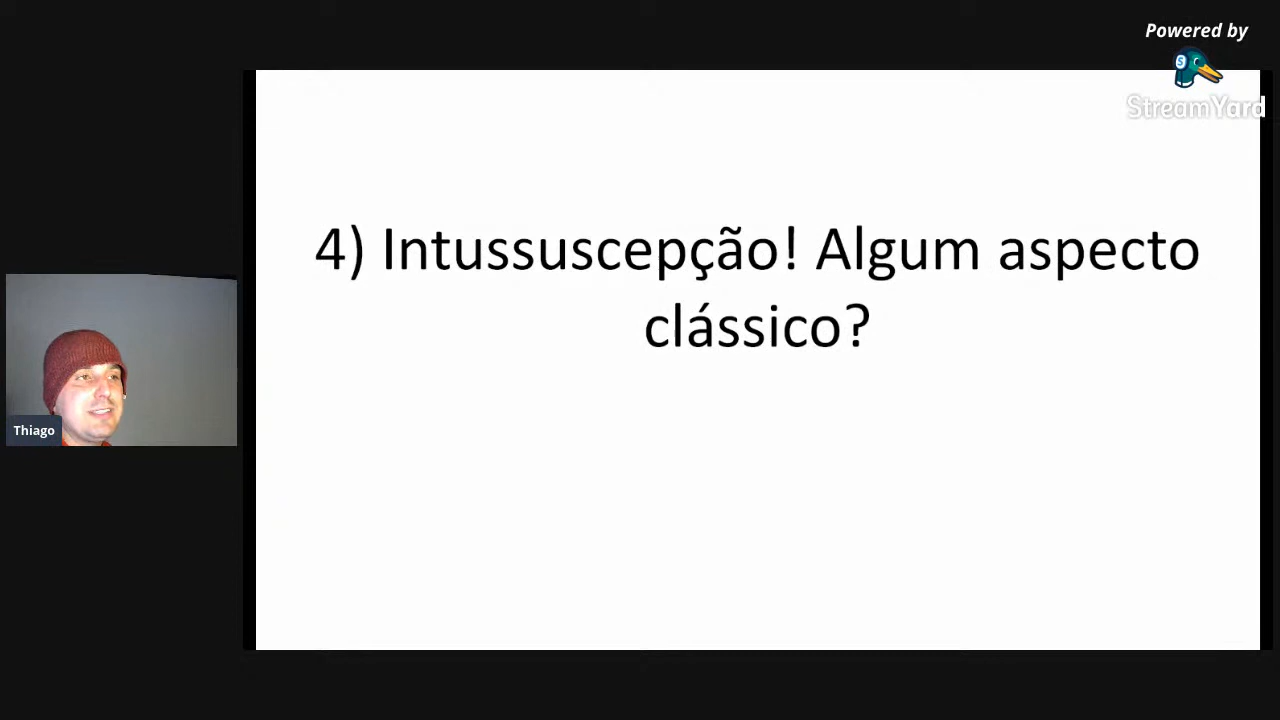 Powered by
StreamYard
4) Intussuscepção! Algum aspecto
clássico?
Thiago